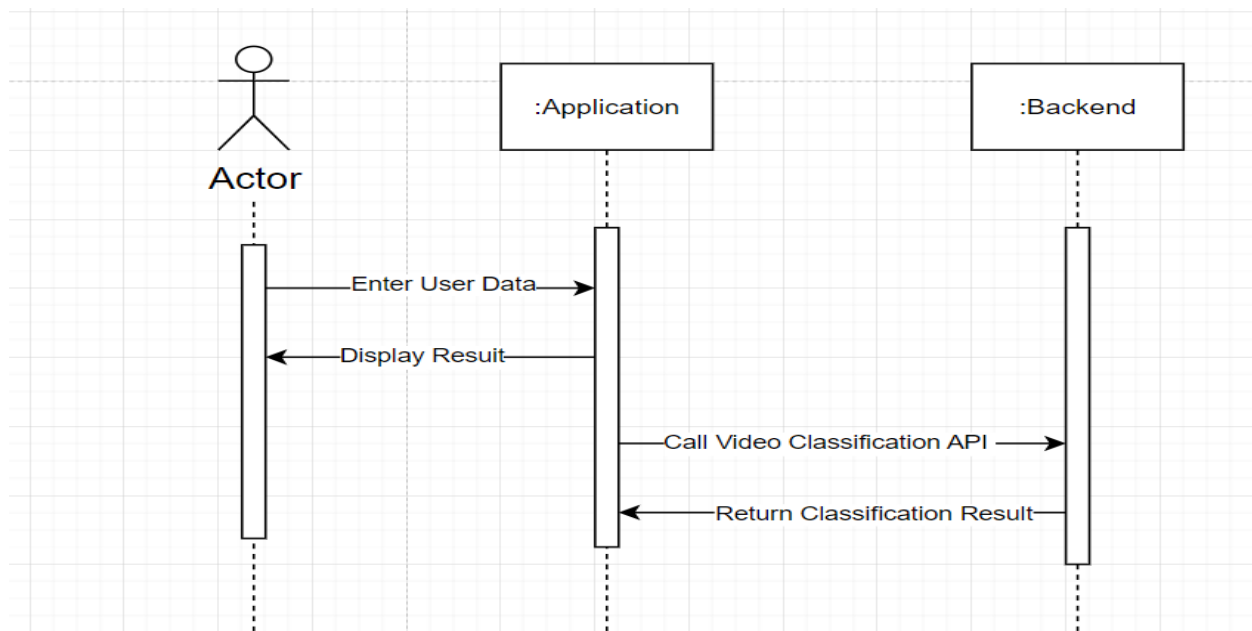 :Application
:Backend
Actor
Enter User Data
Display Resuit
Call Video Classification API
Return Classification Result